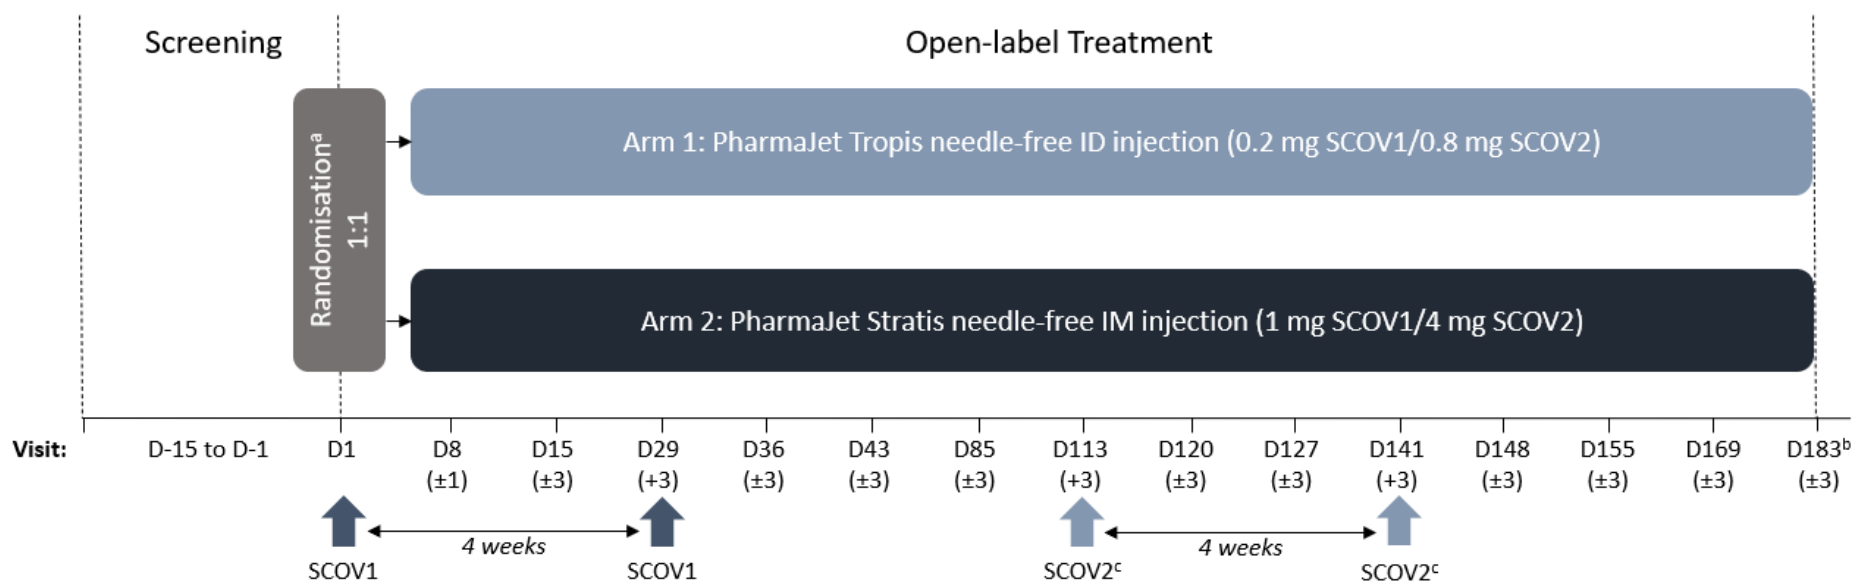 Screening
Open-label Treatment
Randomisationᵃ
1:1
Arm 1: PharmaJet Tropis needle-free ID injection (0.2 mg SCOV1/0.8 mg SCOV2)
Arm 2: PharmaJet Stratis needle-free IM injection (1 mg SCOV1/4 mg SCOV2)
Visit: D-15 to D-1 D1 D8 D15 D29 D36 D43 D85 D113 D120 D127 D141 D148 D155 D169 D183ᵇ
(±1) (±3) (+3) (±3) (±3) (±3) (+3) (±3) (±3) (+3) (±3) (±3) (±3) (±3)
4 weeks 4 weeks
SCOV1 SCOV1 SCOV2ᶜ SCOV2ᶜ